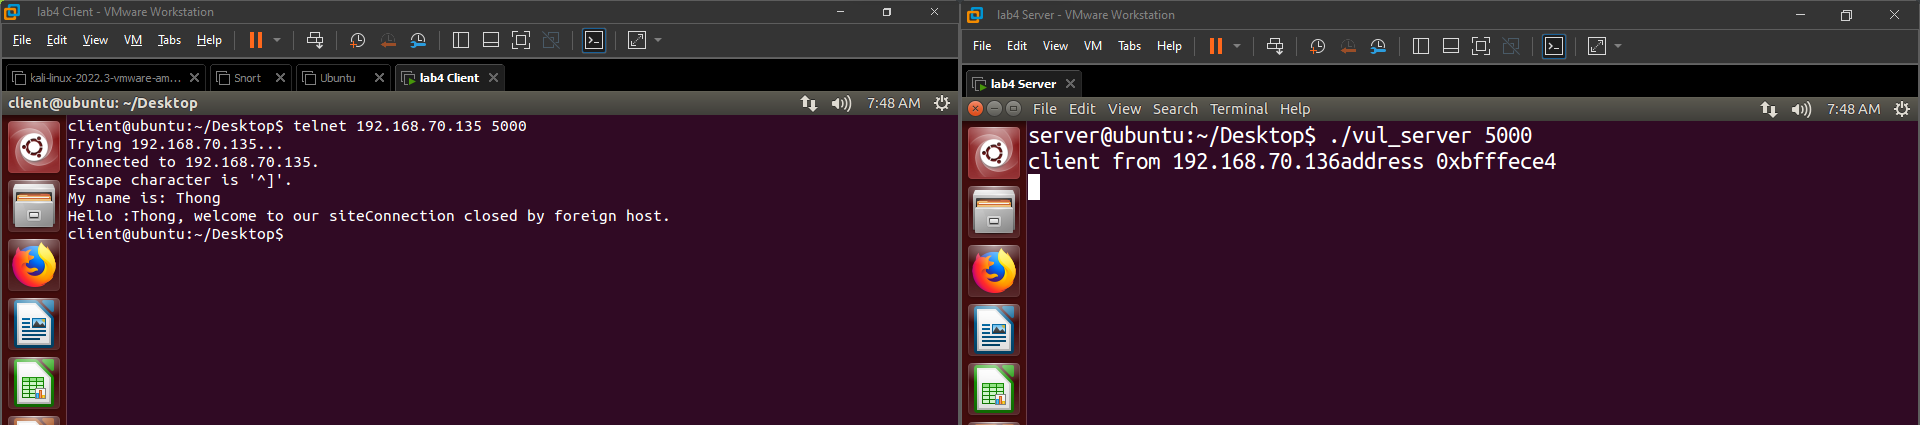 lab4 Client - VMware Workstation
File Edit View VM Tabs Help
kali-linux-2022.3-vmware-am... Snort Ubuntu lab4 Client
client@ubuntu: ~/Desktop 7:48 AM
client@ubuntu:~/Desktop$ telnet 192.168.70.135 5000
Trying 192.168.70.135...
Connected to 192.168.70.135.
Escape character is '^]'.
My name is: Thong
Hello :Thong, welcome to our siteConnection closed by foreign host.
client@ubuntu:~/Desktop$
lab4 Server - VMware Workstation
File Edit View VM Tabs Help
lab4 Server
File Edit View Search Terminal Help 7:48 AM
server@ubuntu:~/Desktop$ ./vul_server 5000
client from 192.168.70.136address 0xbfffece4